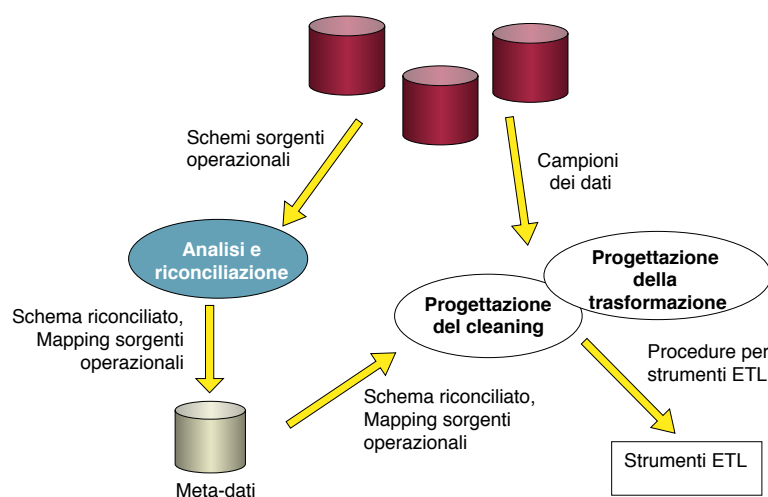 Schemi sorgenti
operazionali
Campioni
dei dati
Analisi e
riconciliazione
Progettazione
della
trasformazione
Progettazione
del cleaning
Schema riconciliato,
Mapping sorgenti
operazionali
Procedure per
strumenti ETL
Schema riconciliato,
Mapping sorgenti
operazionali
Strumenti ETL
Meta-dati